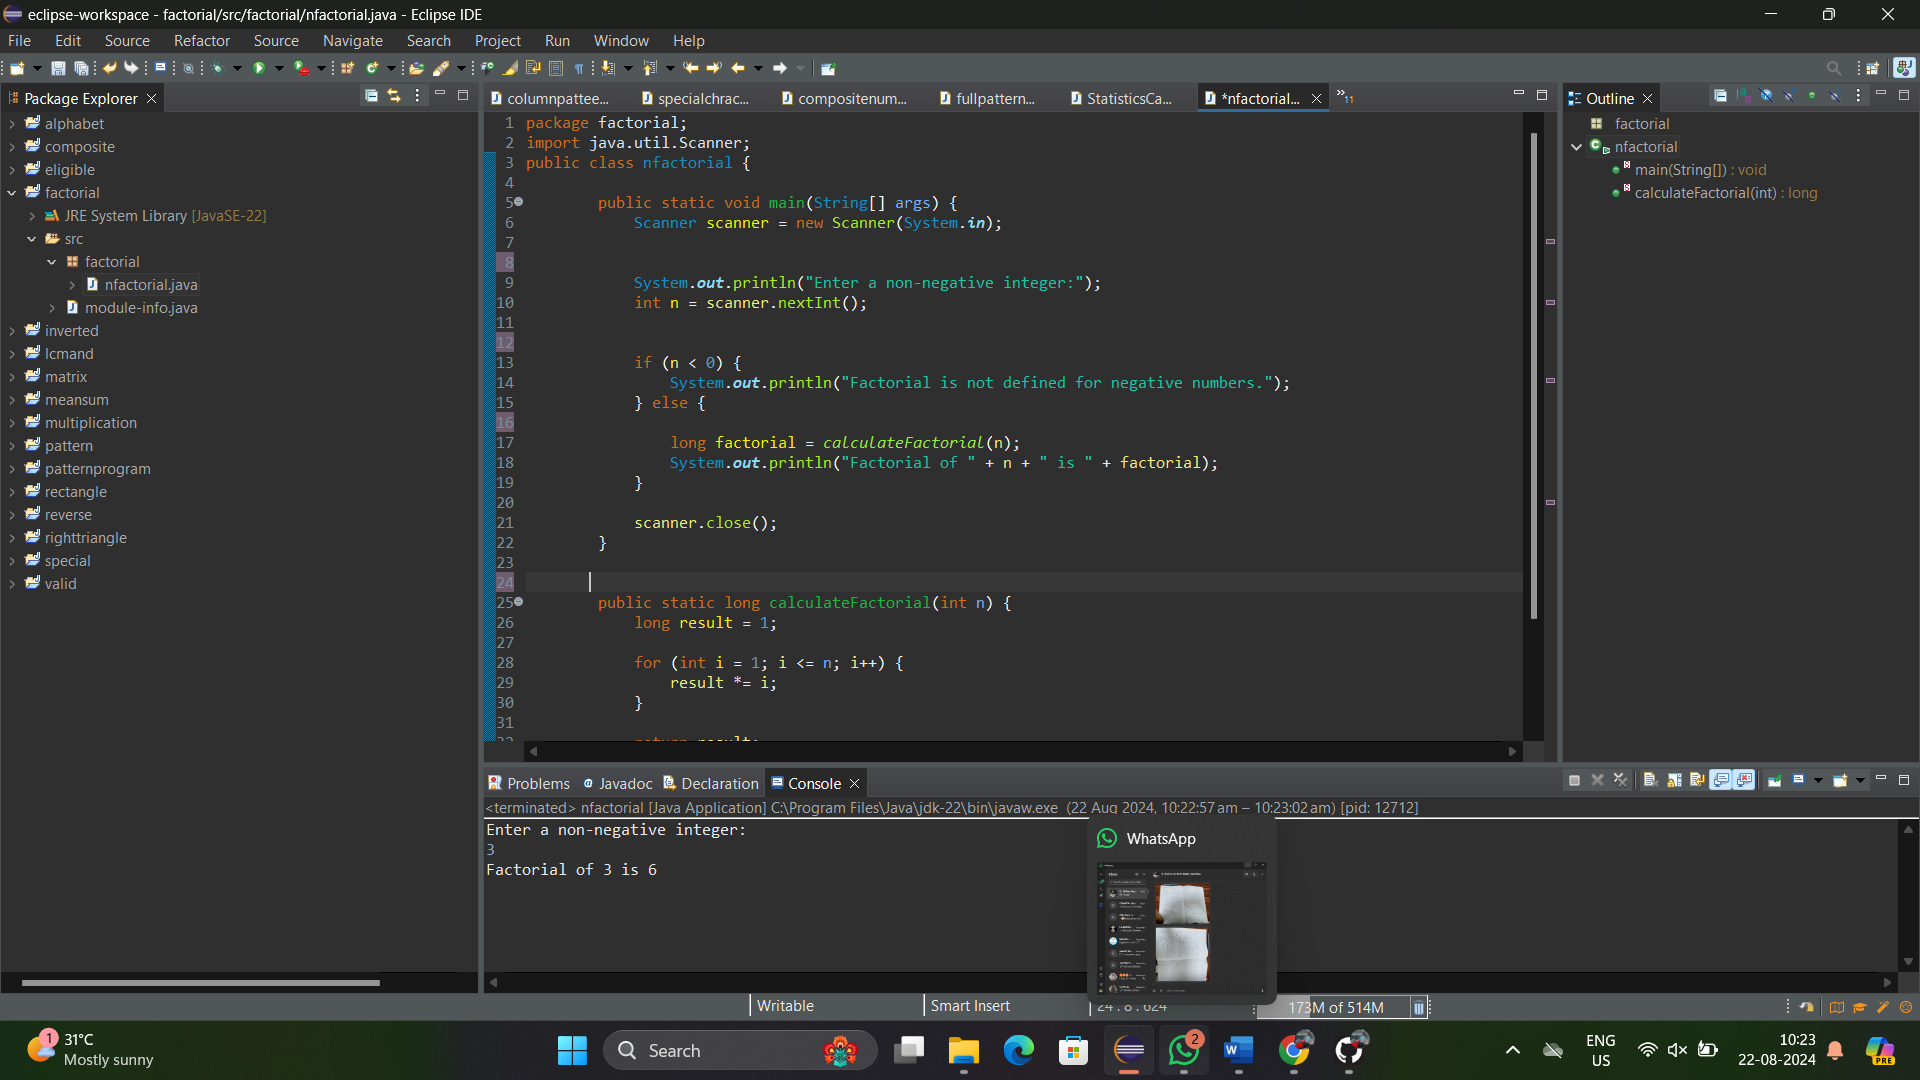 eclipse-workspace - factorial/src/factorial/nfactorial.java - Eclipse IDE
File Edit Source Refactor Source Navigate Search Project Run Window Help
Package Explorer
alphabet
composite
eligible
factorial
JRE System Library [JavaSE-22]
src
factorial
nfactorial.java
module-info.java
inverted
lcmand
matrix
meansum
multiplication
pattern
patternprogram
rectangle
reverse
righttriangle
special
valid
columnpattee... specialchrac... compositenum... fullpattern... StatisticsCa... *nfactorial... »11
1 package factorial;
2 import java.util.Scanner;
3 public class nfactorial {
4
5 public static void main(String[] args) {
6 Scanner scanner = new Scanner(System.in);
7
8
9 System.out.println("Enter a non-negative integer:");
10 int n = scanner.nextInt();
11
12
13 if (n < 0) {
14 System.out.println("Factorial is not defined for negative numbers.");
15 } else {
16
17 long factorial = calculateFactorial(n);
18 System.out.println("Factorial of " + n + " is " + factorial);
19 }
20
21 scanner.close();
22 }
23
24
25 public static long calculateFactorial(int n) {
26 long result = 1;
27
28 for (int i = 1; i <= n; i++) {
29 result *= i;
30 }
31
32 return result;
Outline
factorial
nfactorial
main(String[]) : void
calculateFactorial(int) : long
Problems Javadoc Declaration Console
<terminated> nfactorial [Java Application] C:\Program Files\Java\jdk-22\bin\javaw.exe (22 Aug 2024, 10:22:57 am – 10:23:02 am) [pid: 12712]
Enter a non-negative integer:
3
Factorial of 3 is 6
WhatsApp
Writable Smart Insert 24 : 8 : 624 173M of 514M
1
31°C
Mostly sunny
Search
2
ENG
US
10:23
22-08-2024
PRE